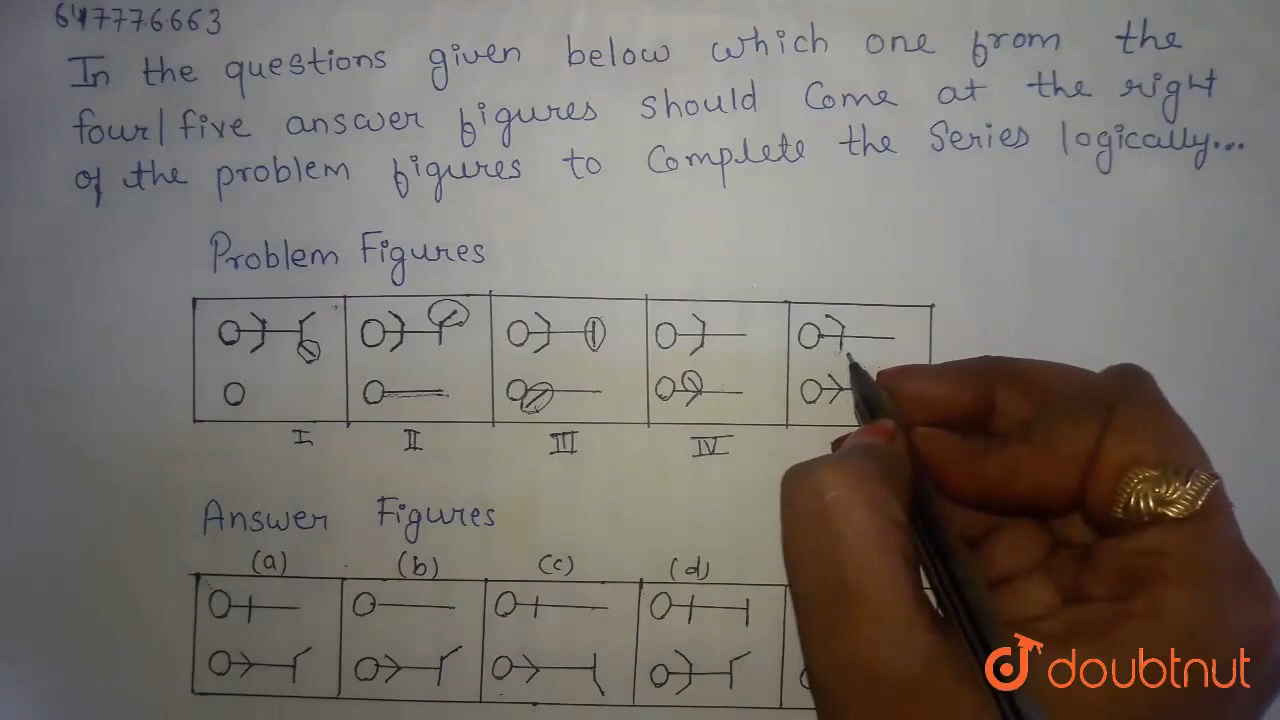 647776663
In the questions given below which one from the
four/five answer figures should come at the right
of the problem figures to complete the series logically...
Problem Figures
I II III IV
Answer Figures
(a) (b) (c) (d)
doubtnut